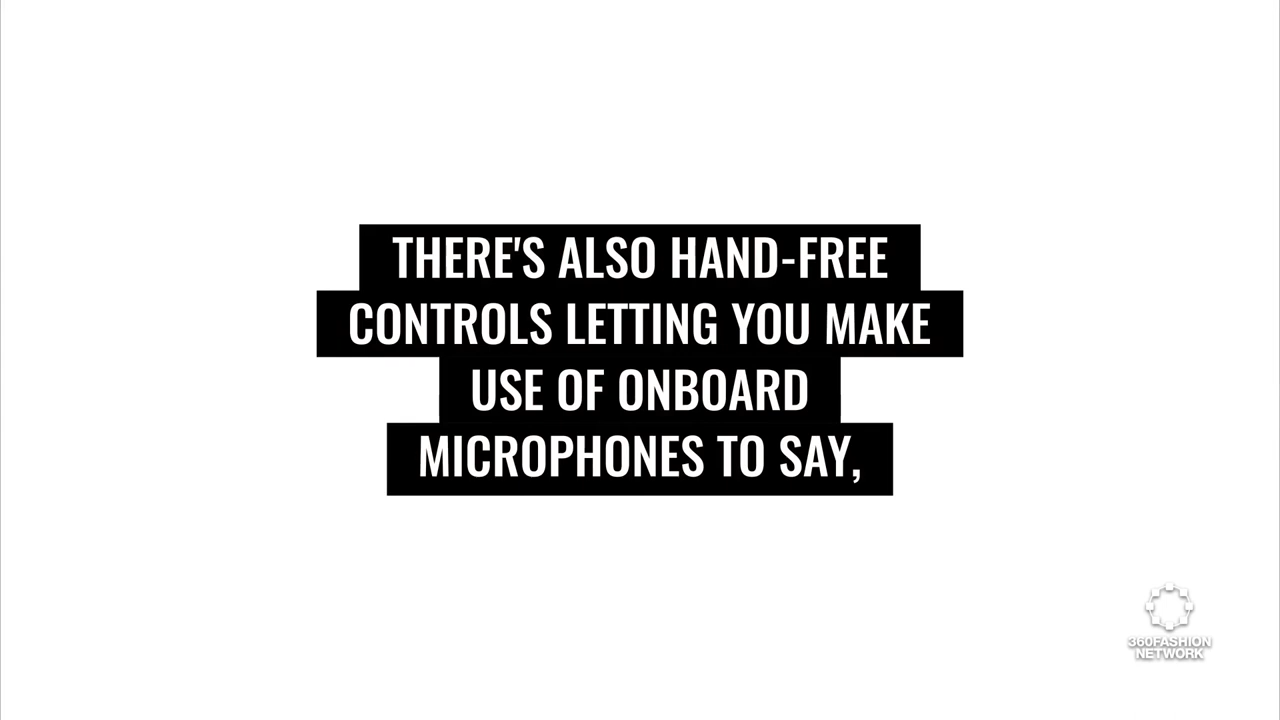 THERE'S ALSO HAND-FREE
CONTROLS LETTING YOU MAKE
USE OF ONBOARD
MICROPHONES TO SAY,
360FASHION
NETWORK